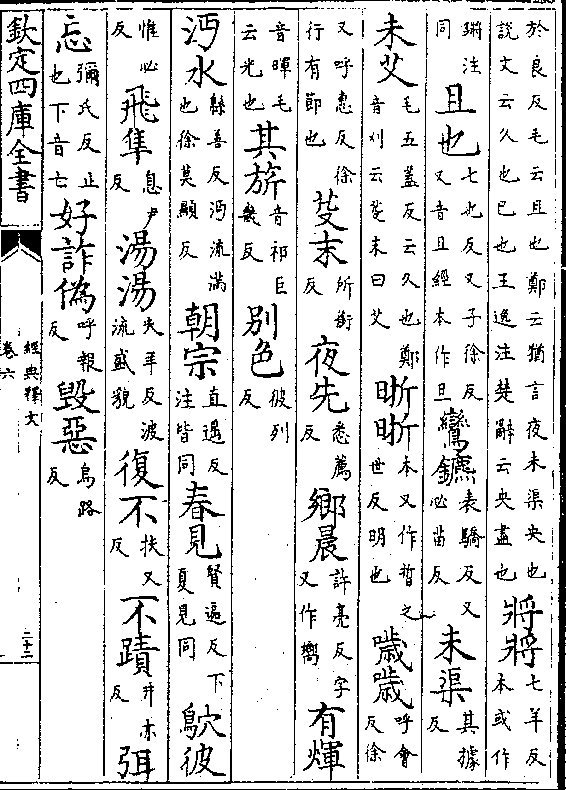 於良反毛云且也鄭云猶言夜未渠央也說文云久也巳也王逸注楚辭云央盡也將將七羊反本或作
鏘注同且也七也反又子徐反又音且經本作旦鸞鑣表驕反又必苗反未渠其據反
未艾毛五蓋反云久也鄭音刈云芟末曰艾晣晣本又作晢之世反明也噦噦呼會反徐
又呼惠反徐行有節也芟末所銜反夜先悉薦反鄉晨許亮反字又作嚮有煇
音暉毛云光也其旂音祁巨幾反別色彼列反
沔水緜善反沔流滿也徐莫顯反朝宗直遥反注皆同春見賢遍反下夏見同鴥彼
惟必反飛隼息尹反湯湯失羊反波流盛貌復不扶又反不蹟井亦反弭
忘彌氏反止也下音亡好詐偽呼報反毀惡烏路反
欽定四庫全書
經典釋文
卷六
二十二